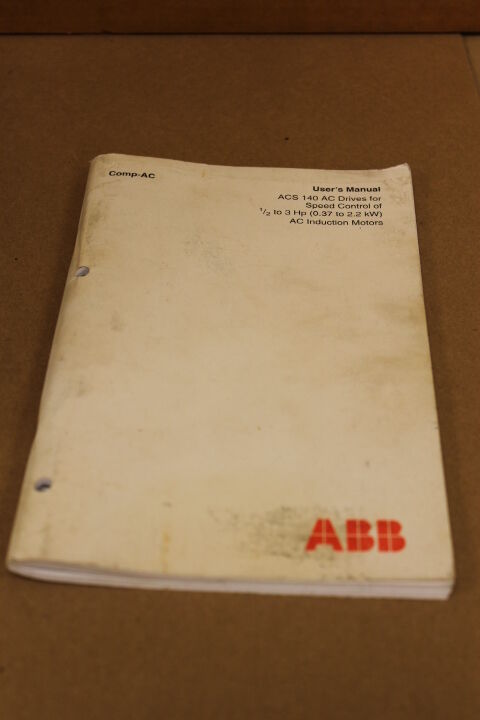 Comp-AC
User's Manual
ACS 140 AC Drives for
Speed Control of
1/2 to 3 Hp (0.37 to 2.2 kW)
AC Induction Motors
ABB